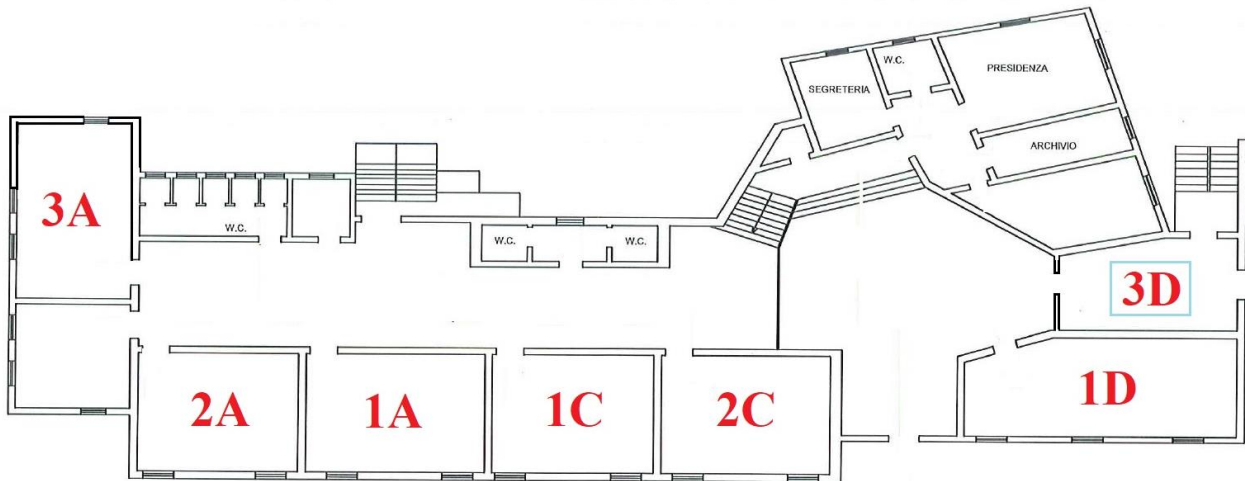 W.C.
PRESIDENZA
SEGRETERIA
ARCHIVIO
3A
W.C.
W.C.
W.C.
3D
2A
1A
1C
2C
1D